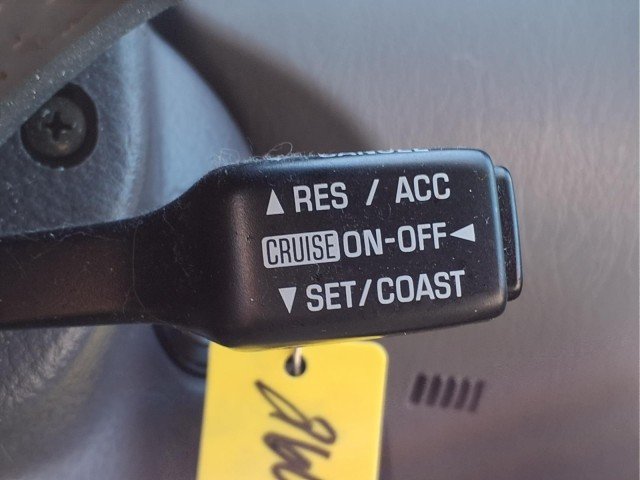 ▲ RES / ACC
CRUISE ON-OFF ◀
▼ SET/COAST